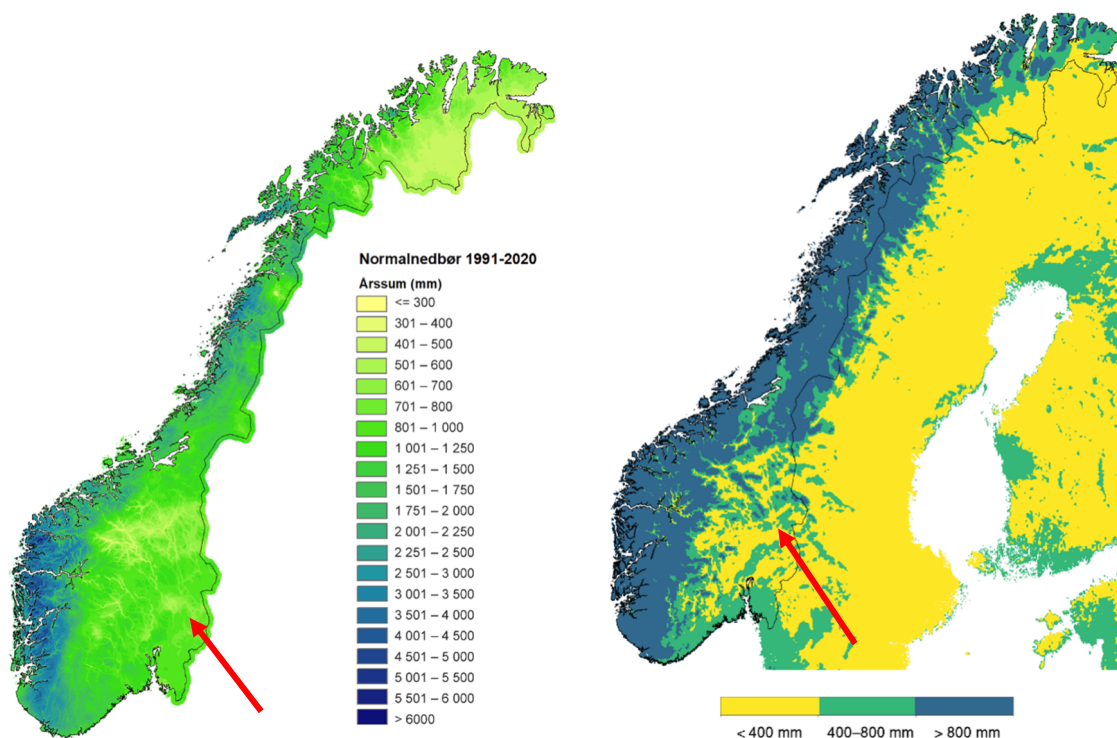 Normalnedbør 1991-2020
Årssum (mm)
<= 300
301 – 400
401 – 500
501 – 600
601 – 700
701 – 800
801 – 1 000
1 001 – 1 250
1 251 – 1 500
1 501 – 1 750
1 751 – 2 000
2 001 – 2 250
2 251 – 2 500
2 501 – 3 000
3 001 – 3 500
3 501 – 4 000
4 001 – 4 500
4 501 – 5 000
5 001 – 5 500
5 501 – 6 000
> 6000
< 400 mm 400–800 mm > 800 mm